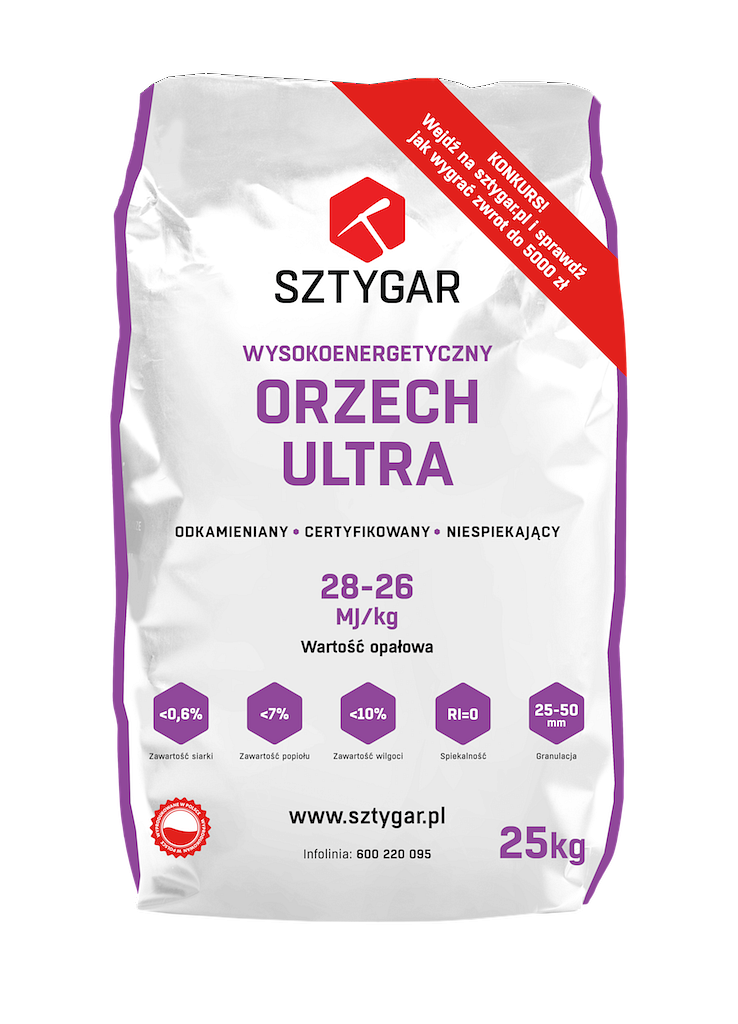 KONKURS!
Wejdź na sztygar.pl i sprawdź
jak wygrać zwrot do 5000 zł
SZTYGAR
WYSOKOENERGETYCZNY
ORZECH
ULTRA
ODKAMIENIANY • CERTYFIKOWANY • NIESPIEKAJĄCY
28-26
MJ/kg
Wartość opałowa
<0,6%
<7%
<10%
RI=0
25-50
mm
Zawartość siarki
Zawartość popiołu
Zawartość wilgoci
Spiekalność
Granulacja
www.sztygar.pl
25kg
Infolinia: 600 220 095